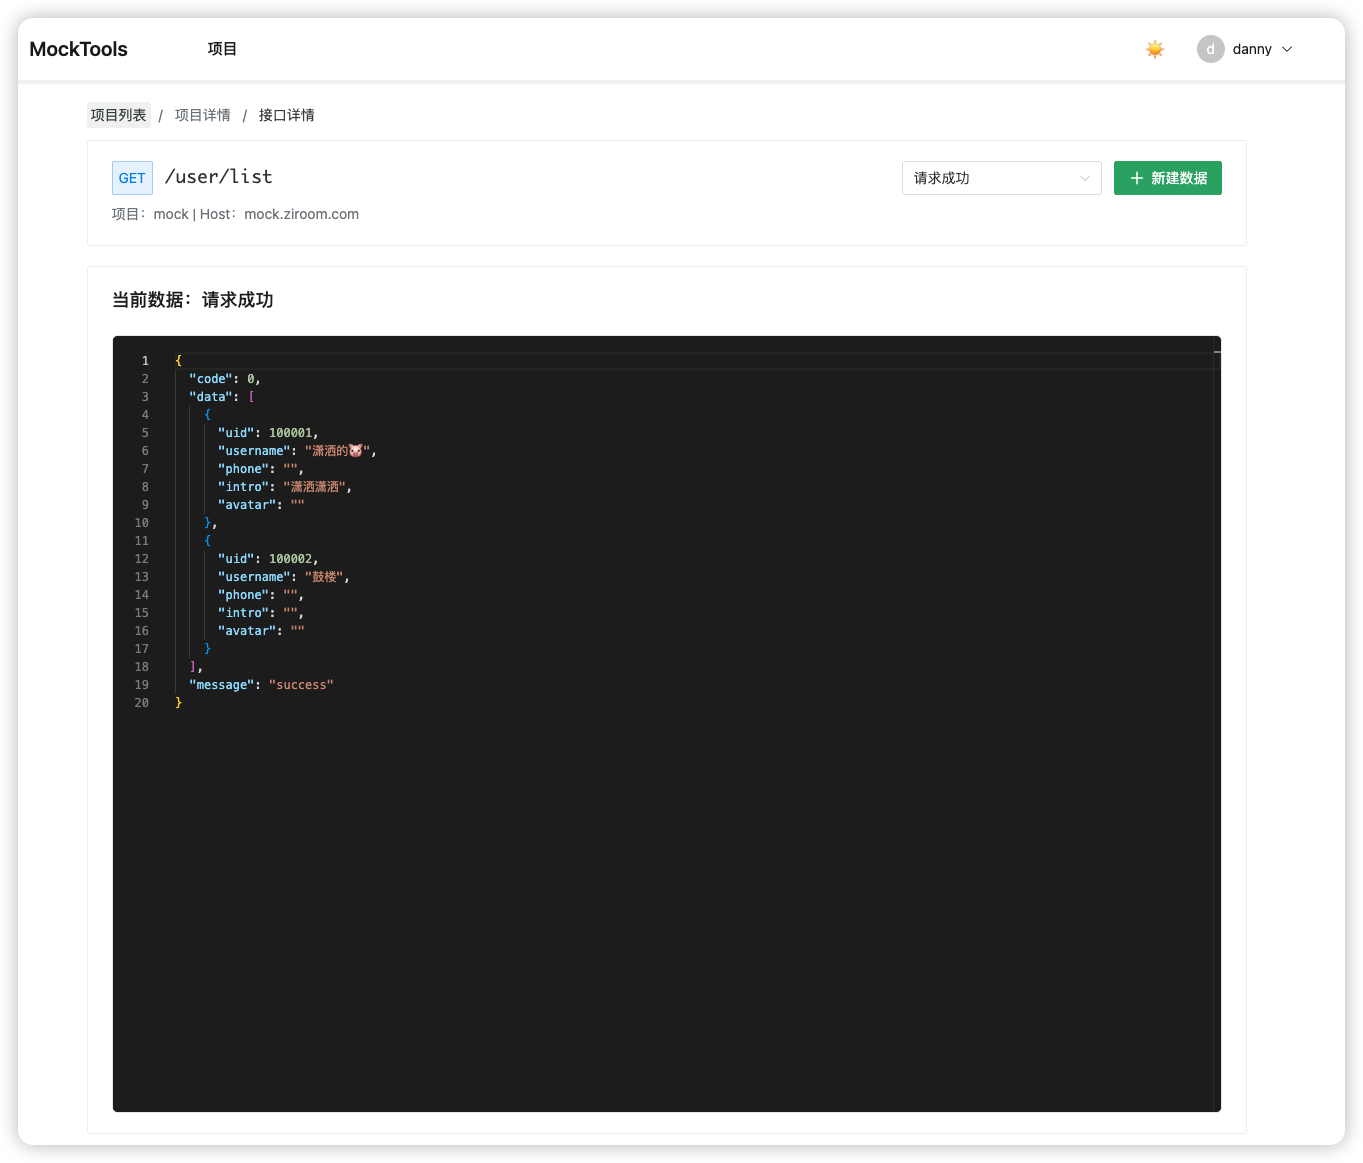 MockTools 项目 ☀️ d danny
项目列表 / 项目详情 / 接口详情
GET /user/list 请求成功 + 新建数据
项目：mock | Host：mock.ziroom.com
当前数据：请求成功
1 {
2 "code": 0,
3 "data": [
4 {
5 "uid": 100001,
6 "username": "潇洒的🐷",
7 "phone": "",
8 "intro": "潇洒潇洒",
9 "avatar": ""
10 },
11 {
12 "uid": 100002,
13 "username": "鼓楼",
14 "phone": "",
15 "intro": "",
16 "avatar": ""
17 }
18 ],
19 "message": "success"
20 }